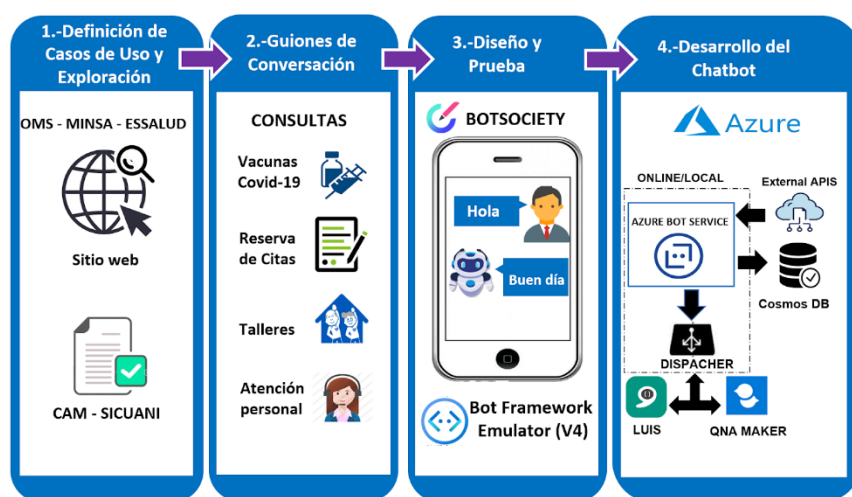 1.-Definición de
Casos de Uso y
Exploración
OMS - MINSA - ESSALUD
Sitio web
CAM - SICUANI
2.-Guiones de
Conversación
CONSULTAS
Vacunas
Covid-19
Reserva
de Citas
Talleres
Atención
personal
3.-Diseño y
Prueba
BOTSOCIETY
Hola
Buen día
Bot Framework
Emulator (V4)
4.-Desarrollo del
Chatbot
Azure
ONLINE/LOCAL
External APIS
AZURE BOT SERVICE
Cosmos DB
DISPACHER
LUIS
QNA MAKER